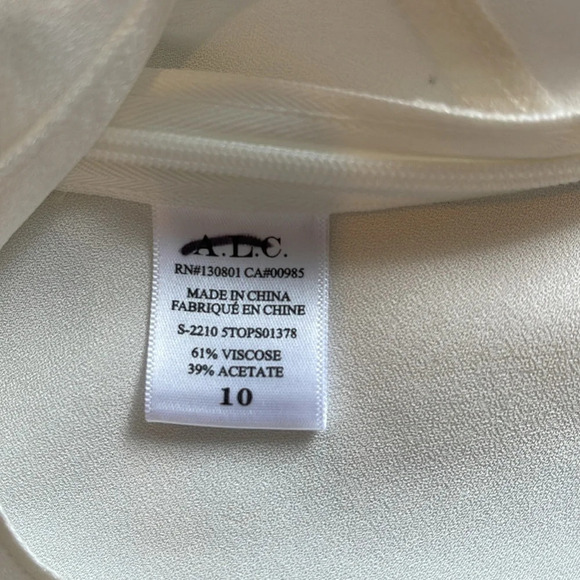 A.L.C.
RN#130801 CA#00985
MADE IN CHINA
FABRIQUÉ EN CHINE
S-2210 5TOPS01378
61% VISCOSE
39% ACETATE
10